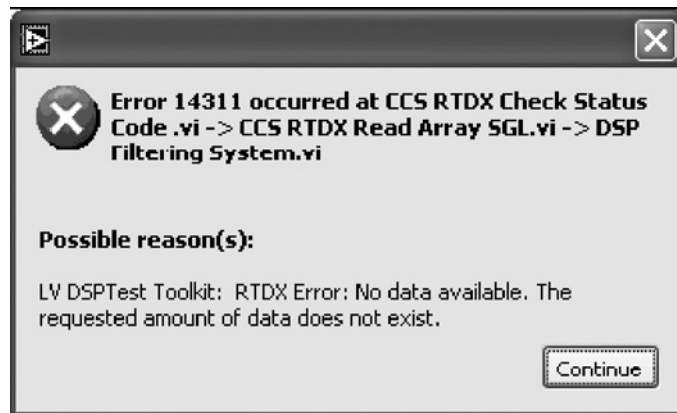 Error 14311 occurred at CCS RTDX Check Status
Code .vi -> CCS RTDX Read Array SGL.vi -> DSP
Filtering System.vi
Possible reason(s):
LV DSPTest Toolkit: RTDX Error: No data available. The
requested amount of data does not exist.
Continue